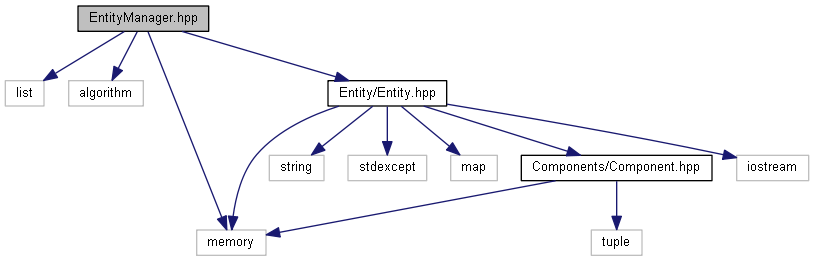 EntityManager.hpp
list
algorithm
Entity/Entity.hpp
string
stdexcept
map
Components/Component.hpp
iostream
memory
tuple